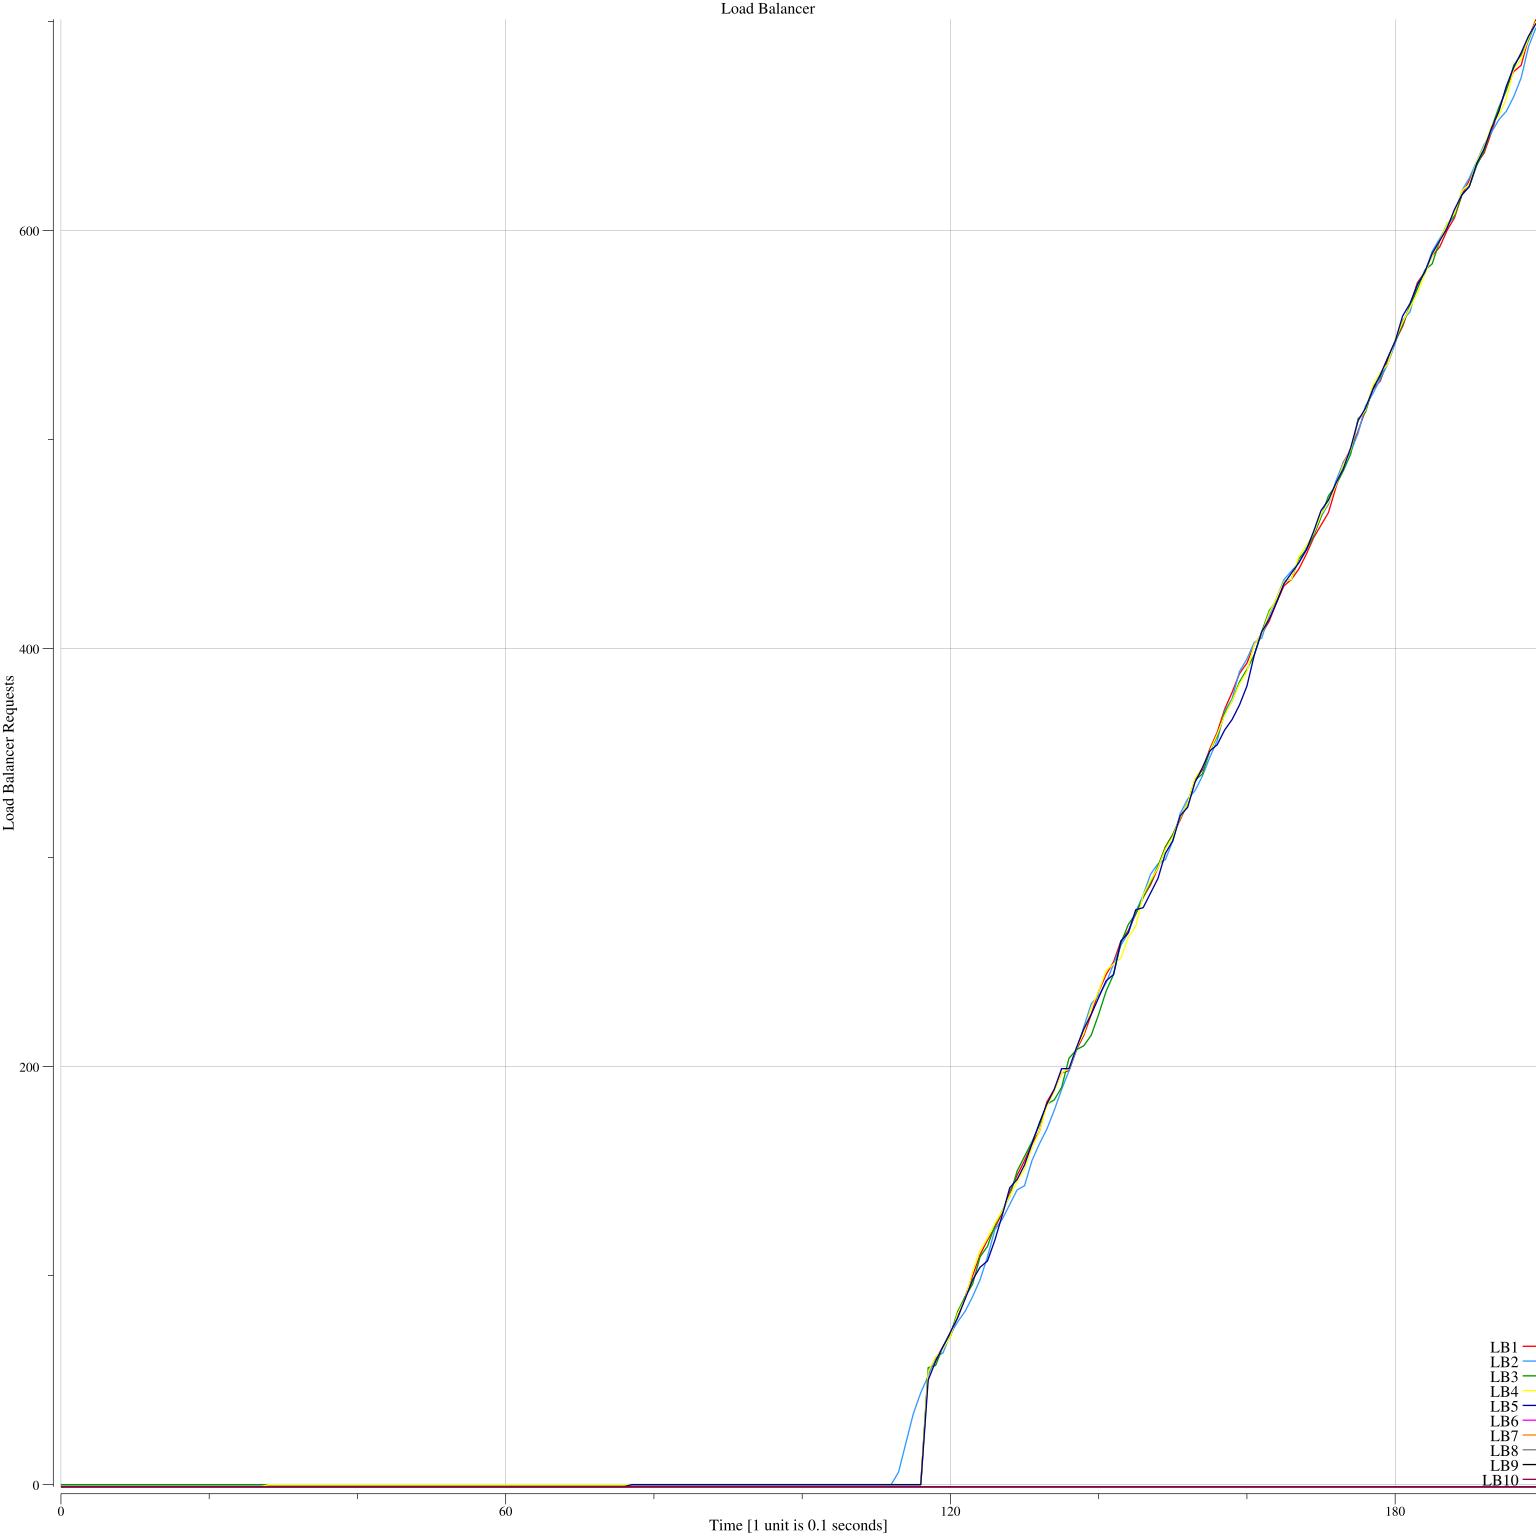 Load Balancer
600
400
200
0
Load Balancer Requests
LB1
LB2
LB3
LB4
LB5
LB6
LB7
LB8
LB9
LB10
0
60
120
180
Time [1 unit is 0.1 seconds]